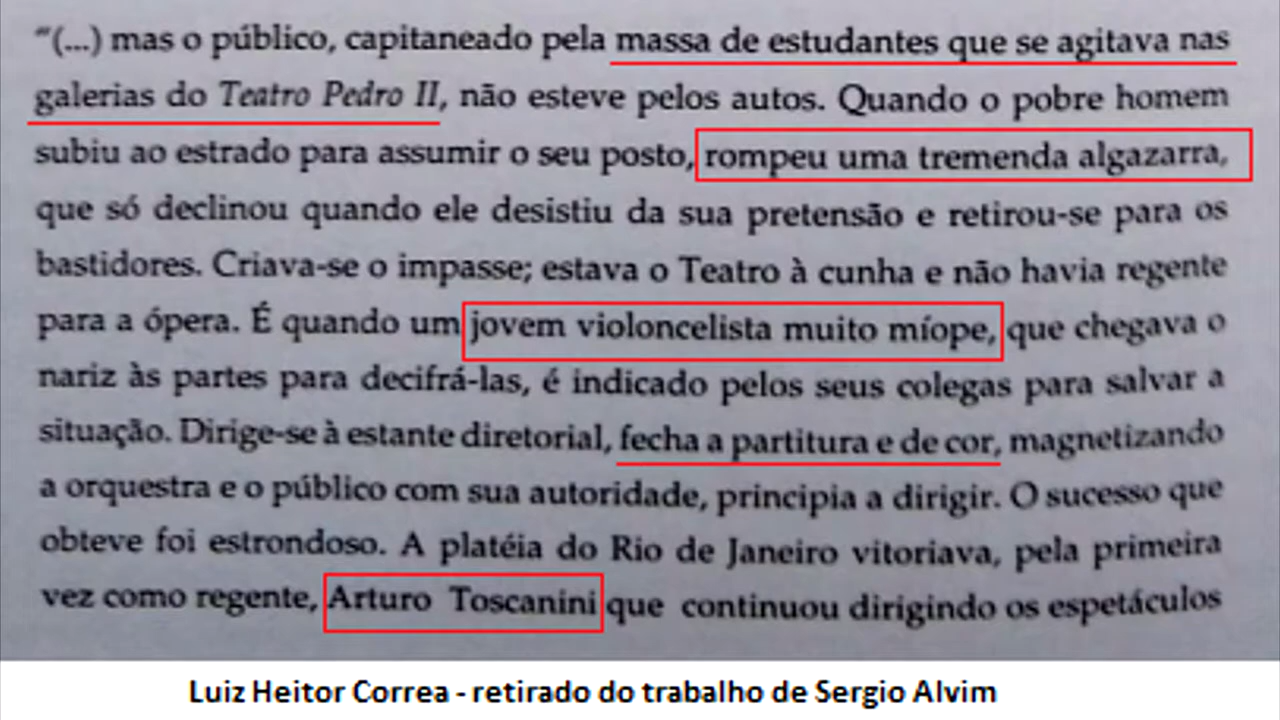 "(...) mas o público, capitaneado pela massa de estudantes que se agitava nas
galerias do Teatro Pedro II, não esteve pelos autos. Quando o pobre homem
subiu ao estrado para assumir o seu posto, rompeu uma tremenda algazarra,
que só declinou quando ele desistiu da sua pretensão e retirou-se para os
bastidores. Criava-se o impasse; estava o Teatro à cunha e não havia regente
para a ópera. É quando um jovem violoncelista muito míope, que chegava o
nariz às partes para decifrá-las, é indicado pelos seus colegas para salvar a
situação. Dirige-se à estante diretorial, fecha a partitura e de cor, magnetizando
a orquestra e o público com sua autoridade, principia a dirigir. O sucesso que
obteve foi estrondoso. A platéia do Rio de Janeiro vitoriava, pela primeira
vez como regente, Arturo Toscanini que continuou dirigindo os espetáculos
Luiz Heitor Correa - retirado do trabalho de Sergio Alvim